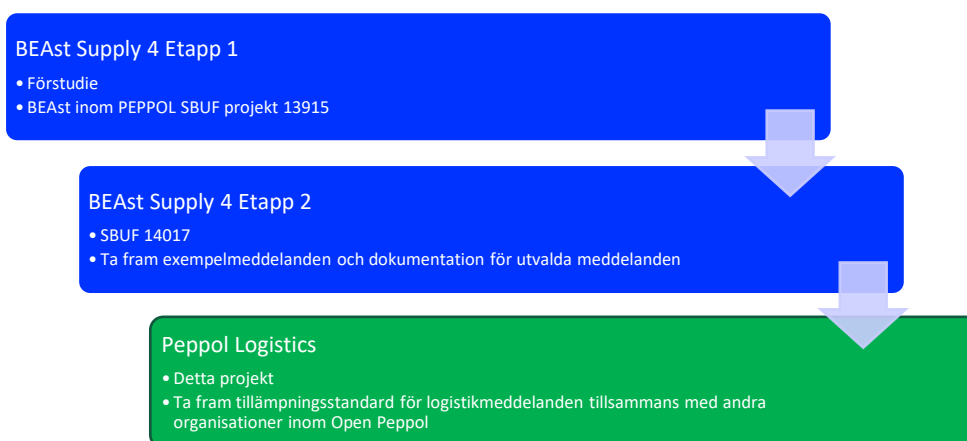 BEAst Supply 4 Etapp 1
• Förstudie
• BEAst inom PEPPOL SBUF projekt 13915
BEAst Supply 4 Etapp 2
• SBUF 14017
• Ta fram exempelmeddelanden och dokumentation för utvalda meddelanden
Peppol Logistics
• Detta projekt
• Ta fram tillämpningsstandard för logistikmeddelanden tillsammans med andra
organisationer inom Open Peppol